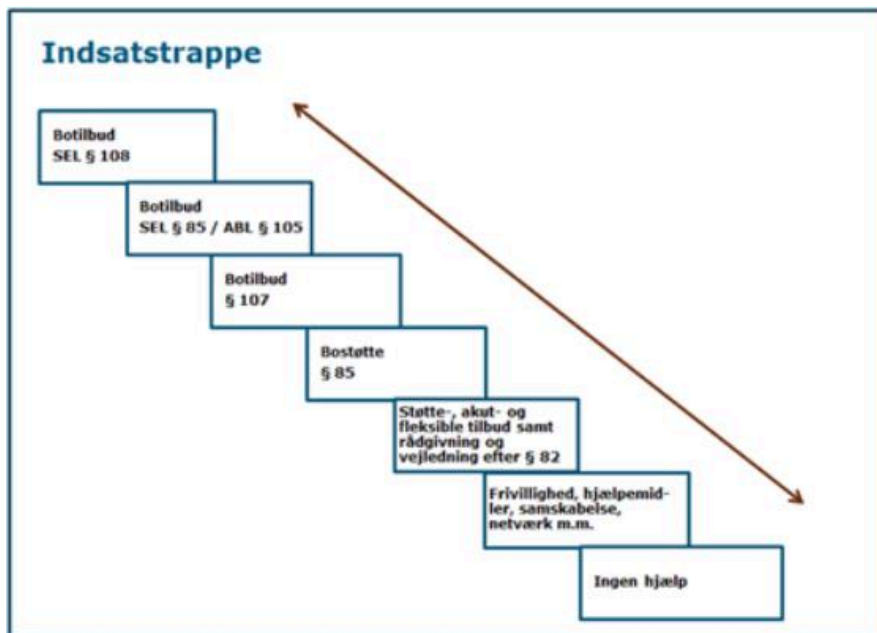 Indsatstrappe
Botilbud
SEL § 108
Botilbud
SEL § 85 / ABL § 105
Botilbud
§ 107
Bostøtte
§ 85
Støtte-, akut- og
fleksible tilbud samt
rådgivning og
vejledning efter § 82
Frivillighed, hjælpemid-
ler, samskabelse,
netværk m.m.
Ingen hjælp